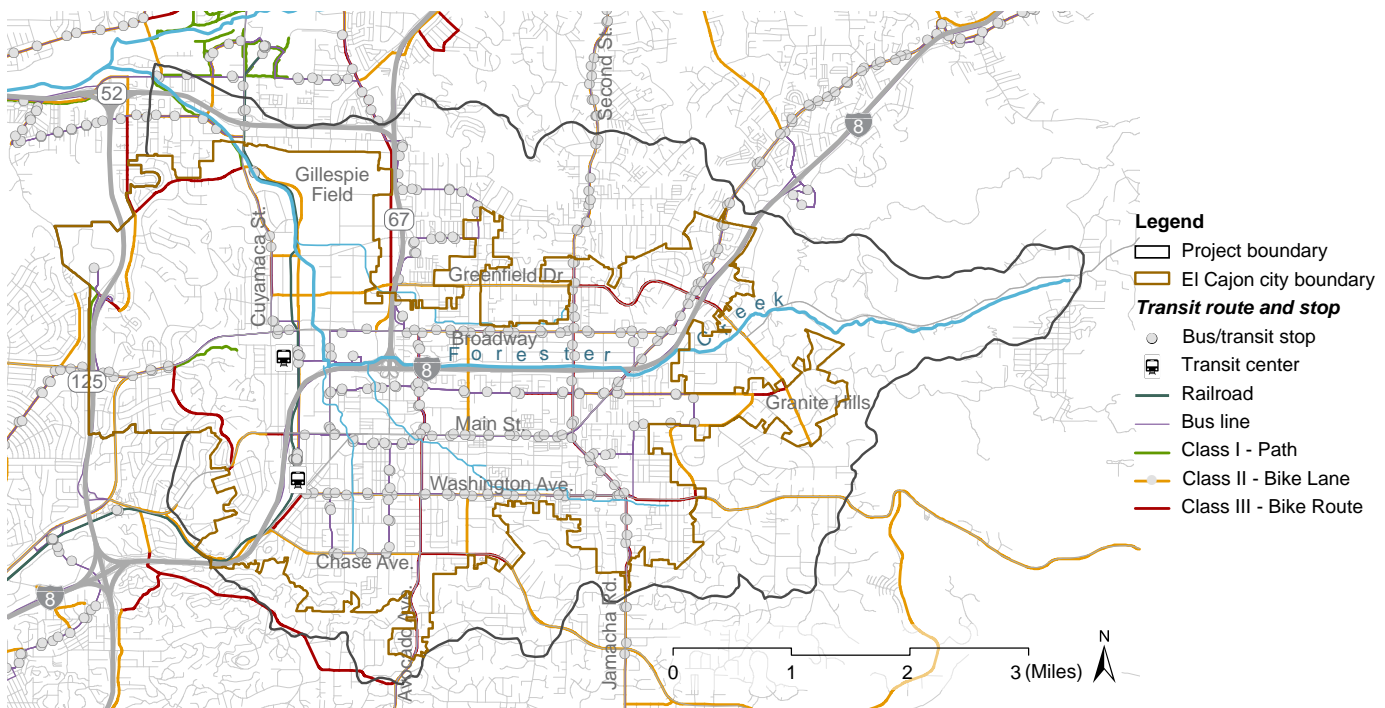 52
Second St.
8
Gillespie
Field
67
Cuyamaca St.
Greenfield Dr
Creek
Broadway
Forester
8
125
Granite Hills
Main St.
Washington Ave.
Chase Ave.
8
Avocado Ave.
Jamacha Rd.
0 1 2 3 (Miles)
N
Legend
Project boundary
El Cajon city boundary
Transit route and stop
Bus/transit stop
Transit center
Railroad
Bus line
Class I - Path
Class II - Bike Lane
Class III - Bike Route